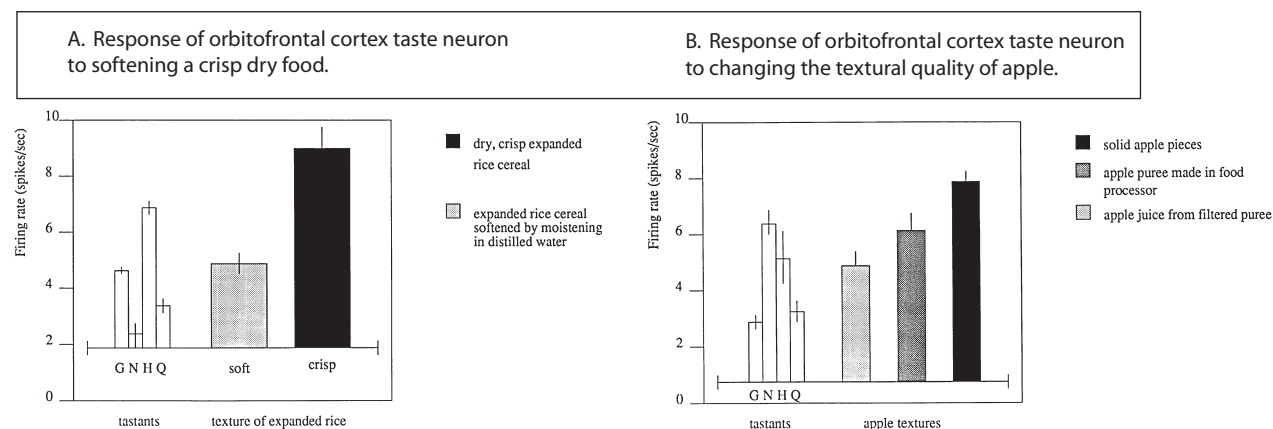 A. Response of orbitofrontal cortex taste neuron
to softening a crisp dry food.
B. Response of orbitofrontal cortex taste neuron
to changing the textural quality of apple.
Firing rate (spikes/sec)
10
8
6
4
2
0
G N H Q
soft
crisp
tastants
texture of expanded rice
dry, crisp expanded
rice cereal
expanded rice cereal
softened by moistening
in distilled water
Firing rate (spikes/sec)
10
8
6
4
2
0
G N H Q
tastants
apple textures
solid apple pieces
apple puree made in food
processor
apple juice from filtered puree